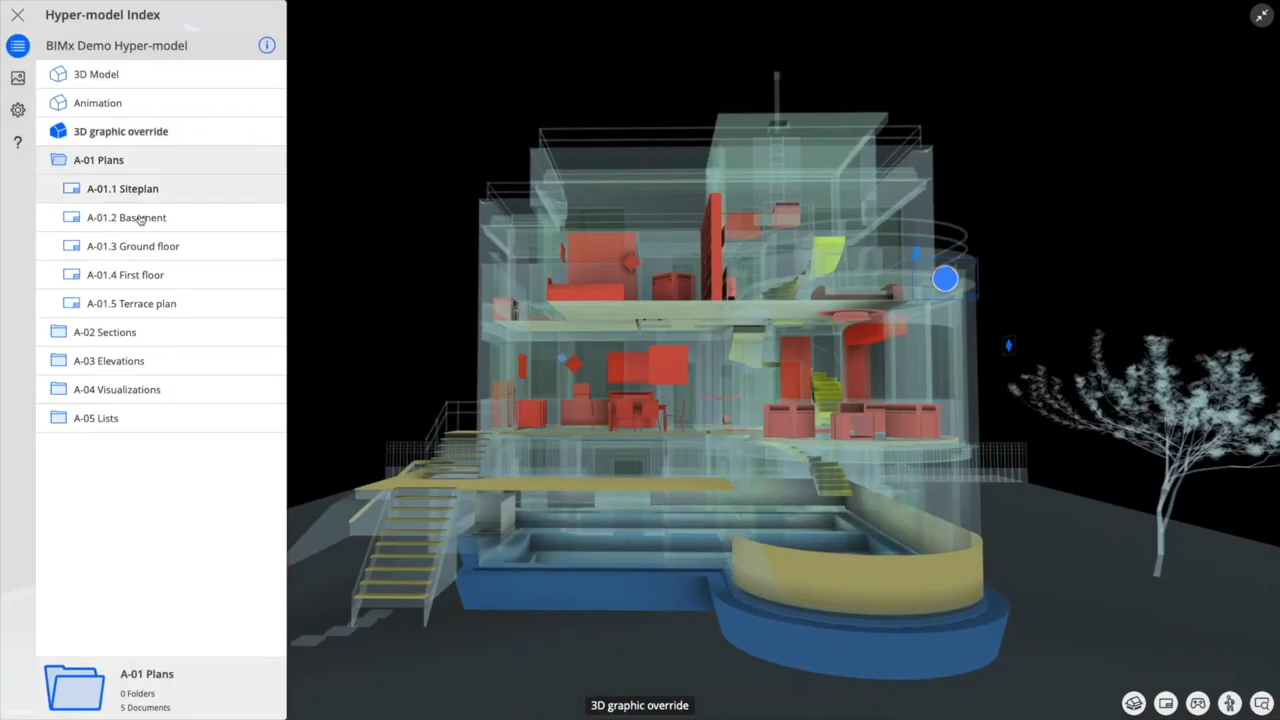 Hyper-model Index
BIMx Demo Hyper-model
3D Model
Animation
3D graphic override
A-01 Plans
A-01.1 Siteplan
A-01.2 Basement
A-01.3 Ground floor
A-01.4 First floor
A-01.5 Terrace plan
A-02 Sections
A-03 Elevations
A-04 Visualizations
A-05 Lists
A-01 Plans
0 Folders
5 Documents
3D graphic override